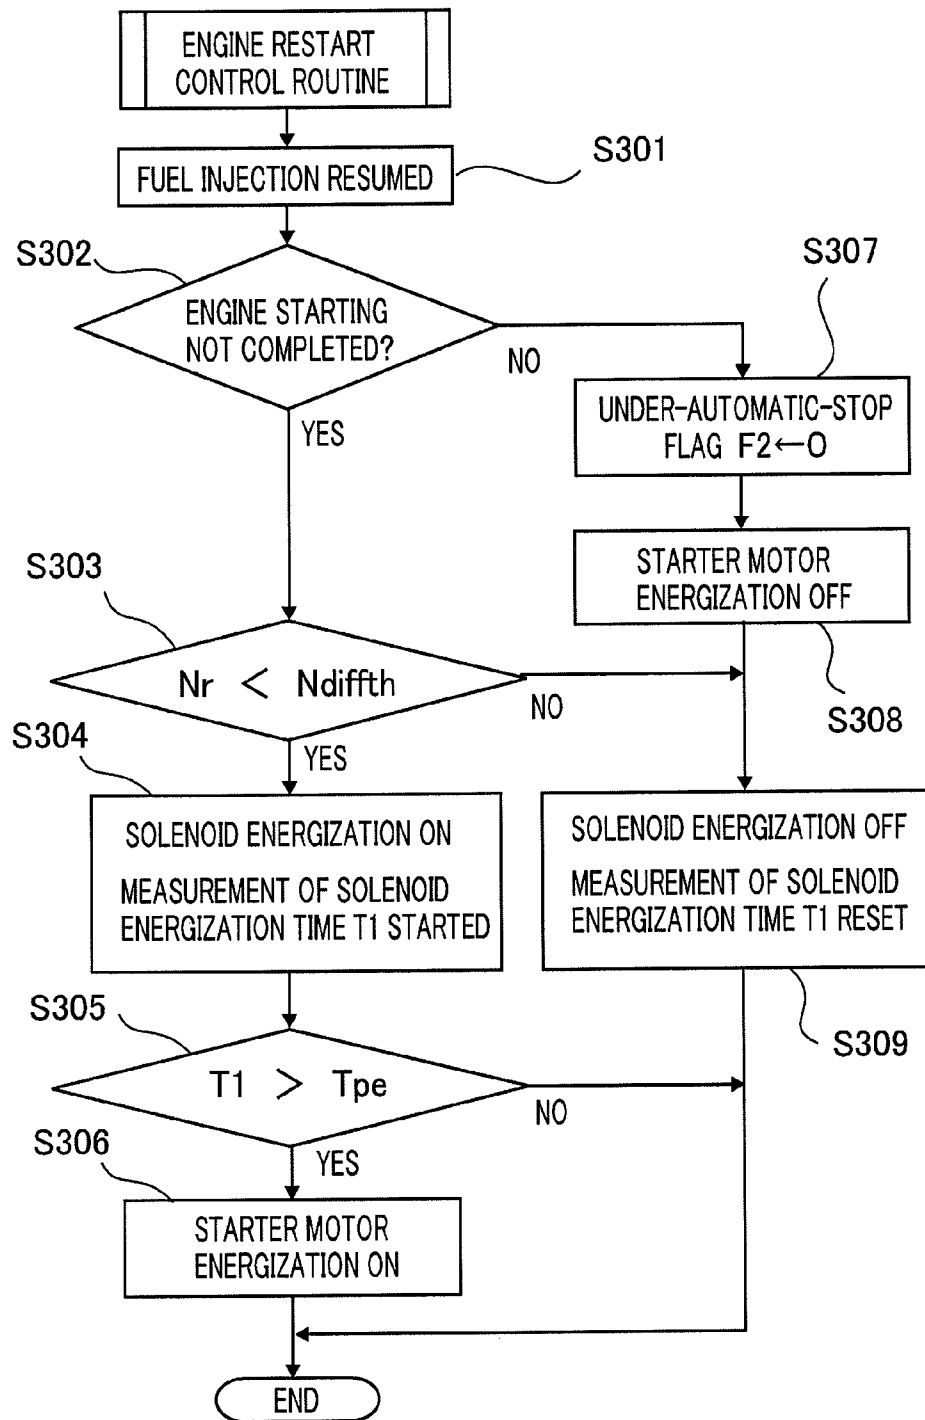 ENGINE RESTART
CONTROL ROUTINE
S301
FUEL INJECTION RESUMED
S302
ENGINE STARTING
NOT COMPLETED?
NO
YES
S307
UNDER-AUTOMATIC-STOP
FLAG F2←0
STARTER MOTOR
ENERGIZATION OFF
S308
S303
Nr < Ndiffth
NO
YES
S304
SOLENOID ENERGIZATION ON
MEASUREMENT OF SOLENOID
ENERGIZATION TIME T1 STARTED
SOLENOID ENERGIZATION OFF
MEASUREMENT OF SOLENOID
ENERGIZATION TIME T1 RESET
S309
S305
T1 > Tpe
NO
YES
S306
STARTER MOTOR
ENERGIZATION ON
END